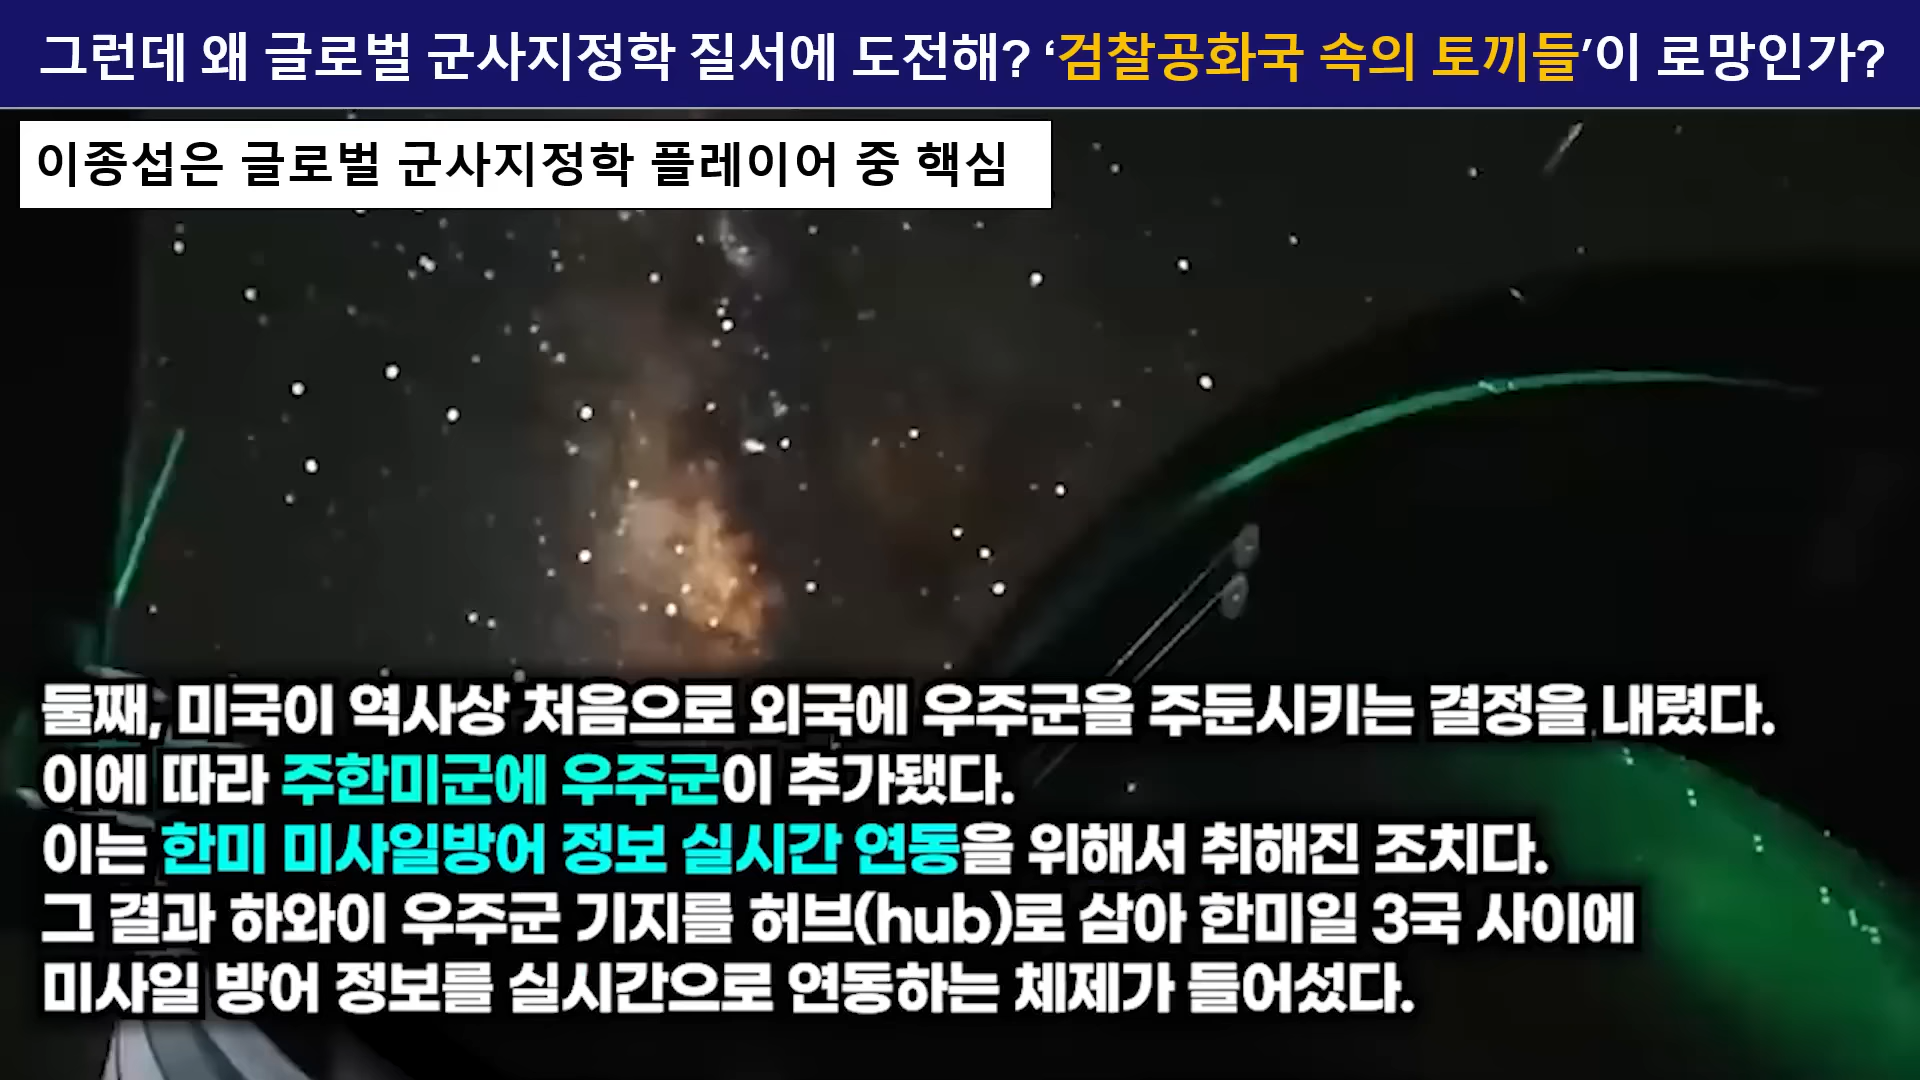 그런데 왜 글로벌 군사지정학 질서에 도전해? ‘검찰공화국 속의 토끼들’이 로망인가?
이종섭은 글로벌 군사지정학 플레이어 중 핵심
둘째, 미국이 역사상 처음으로 외국에 우주군을 주둔시키는 결정을 내렸다.
이에 따라 주한미군에 우주군이 추가됐다.
이는 한미 미사일방어 정보 실시간 연동을 위해서 취해진 조치다.
그 결과 하와이 우주군 기지를 허브(hub)로 삼아 한미일 3국 사이에
미사일 방어 정보를 실시간으로 연동하는 체제가 들어섰다.